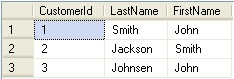 CustomerId LastName FirstName
1 1 Smith John
2 2 Jackson Smith
3 3 Johnsen John